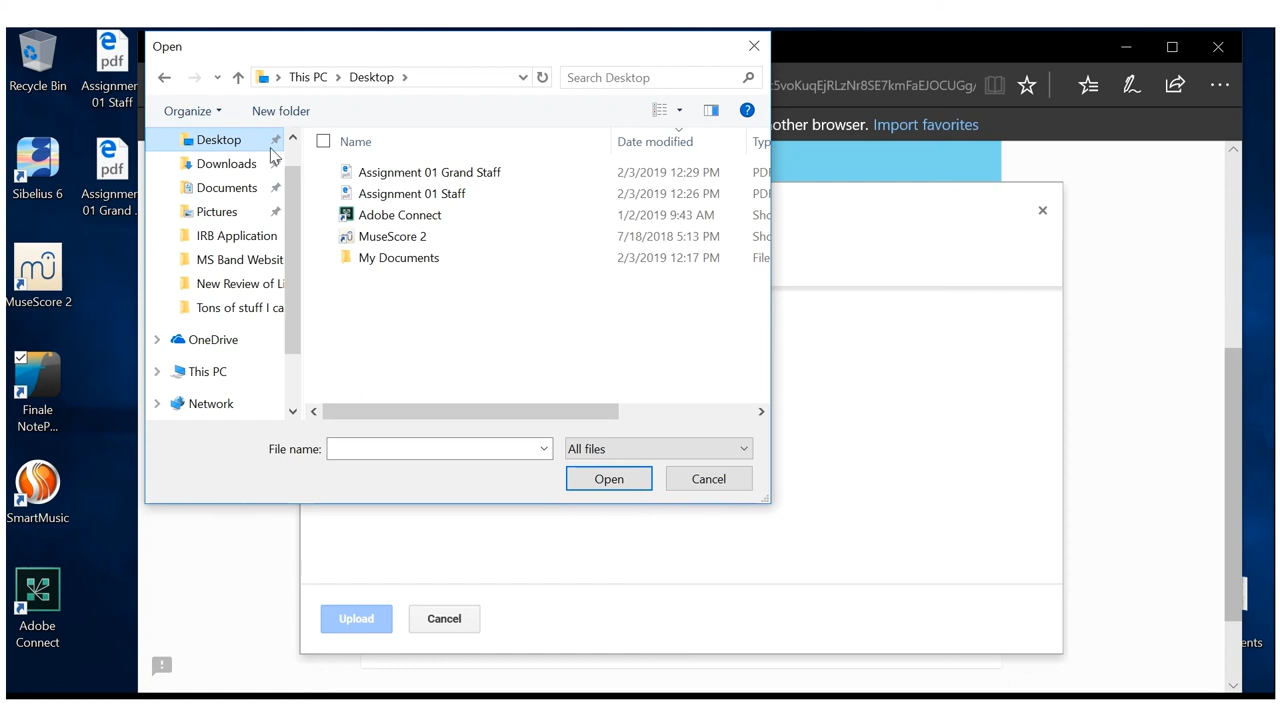 Recycle Bin
pdf
Assignment
01 Staff
Sibelius 6
pdf
Assignmen
01 Grand .
mu
MuseScore 2
Finale
NoteP...
SmartMusic
Adobe
Connect
Open
This PC > Desktop >
Search Desktop
Organize
New folder
?
Desktop
Downloads
Documents
Pictures
IRB Application
MS Band Websit
New Review of Li
Tons of stuff I ca
OneDrive
This PC
Network
Name
Date modified
Typ
Assignment 01 Grand Staff
2/3/2019 12:29 PM
PD
Assignment 01 Staff
2/3/2019 12:26 PM
PD
Adobe Connect
1/2/2019 9:43 AM
Sho
MuseScore 2
7/18/2018 5:13 PM
Sho
My Documents
2/3/2019 12:17 PM
File
File name:
All files
Open
Cancel
5voKuqEjRLzNr8SE7kmFaEJOCUGg/
other browser. Import favorites
Upload
Cancel
ents